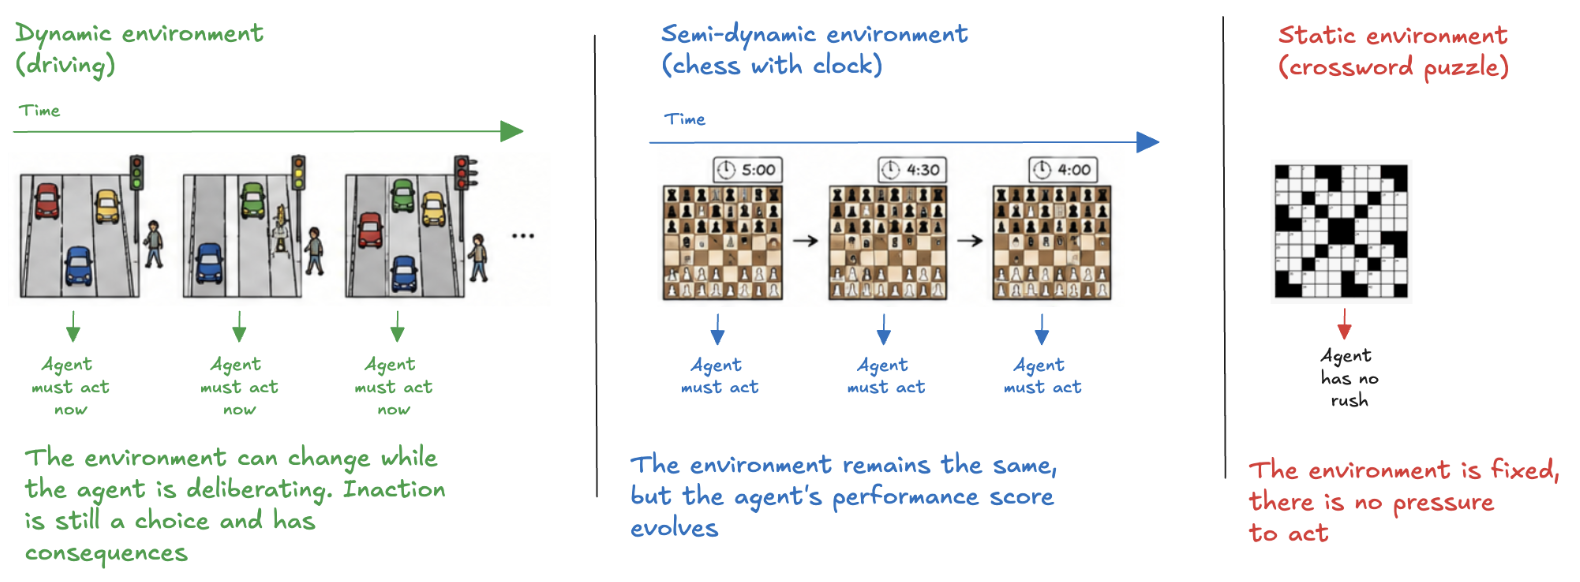 Dynamic environment
(driving)
Time
Agent
must act
now
Agent
must act
now
Agent
must act
now
...
The environment can change while
the agent is deliberating. Inaction
is still a choice and has
consequences
Semi-dynamic environment
(chess with clock)
Time
5:00
4:30
4:00
Agent
must act
Agent
must act
Agent
must act
The environment remains the same,
but the agent's performance score
evolves
Static environment
(crossword puzzle)
Agent
has no
rush
The environment is fixed,
there is no pressure
to act